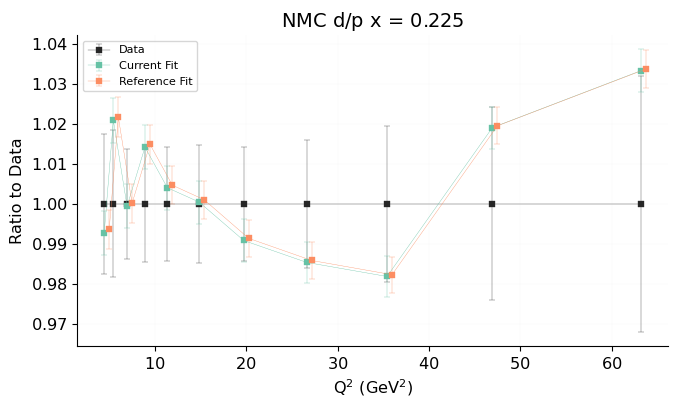 NMC d/p x = 0.225
Data
Current Fit
Reference Fit
Ratio to Data
1.04
1.03
1.02
1.01
1.00
0.99
0.98
0.97
10 20 30 40 50 60
Q² (GeV²)